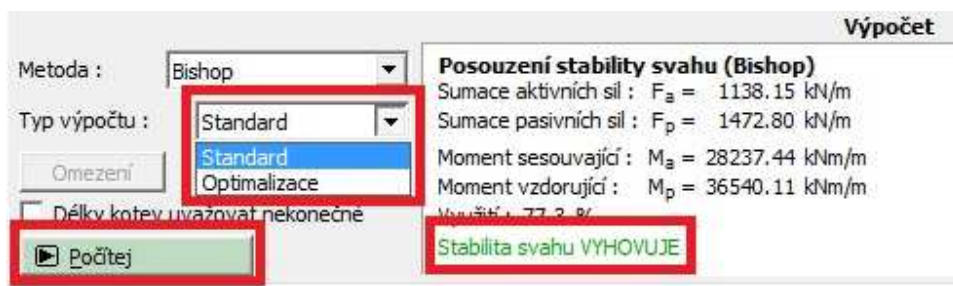 Výpočet
Metoda : Bishop
Typ výpočtu : Standard
Standard
Optimalizace
Omezení
Délky kotev uvažovat nekonečné
Počítej
Posouzení stability svahu (Bishop)
Sumace aktivních sil : Fa = 1138.15 kN/m
Sumace pasivních sil : Fp = 1472.80 kN/m
Moment sesouvající : Ma = 28237.44 kNm/m
Moment vzdorující : Mp = 36540.11 kNm/m
Využití : 77.3 %
Stabilita svahu VYHOVUJE